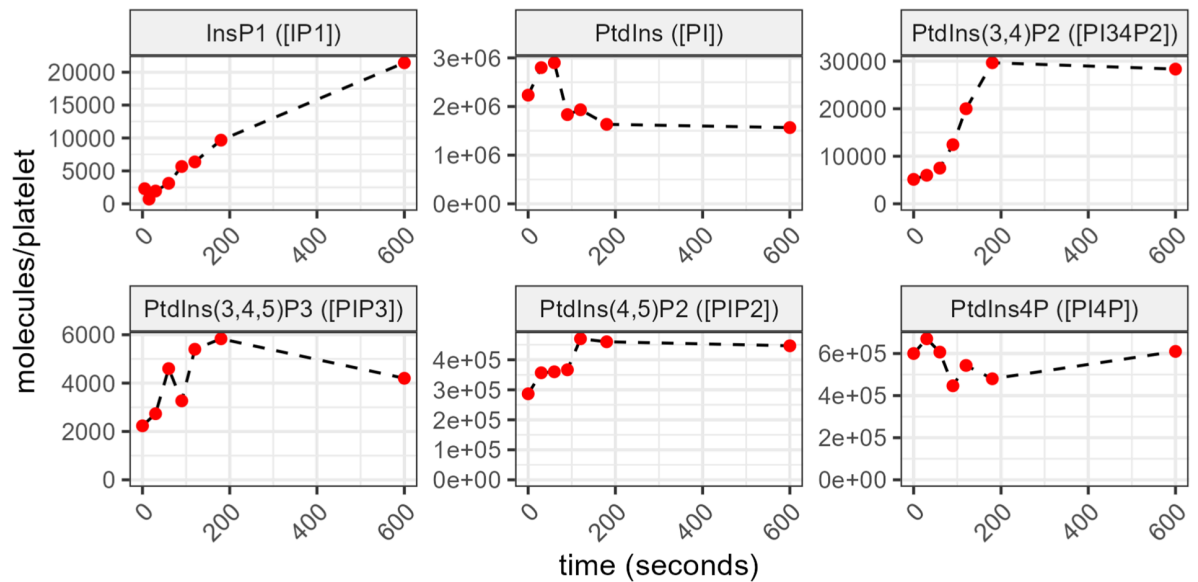 InsP1 ([IP1])
PtdIns ([PI])
PtdIns(3,4)P2 ([PI34P2])
20000
15000
10000
5000
0
3e+06
2e+06
1e+06
0e+00
30000
20000
10000
0
0
200
400
600
0
200
400
600
0
200
400
600
molecules/platelet
PtdIns(3,4,5)P3 ([PIP3])
PtdIns(4,5)P2 ([PIP2])
PtdIns4P ([PI4P])
6000
4000
2000
0
4e+05
3e+05
2e+05
1e+05
0e+00
6e+05
4e+05
2e+05
0e+00
0
200
400
600
0
200
400
600
0
200
400
600
time (seconds)